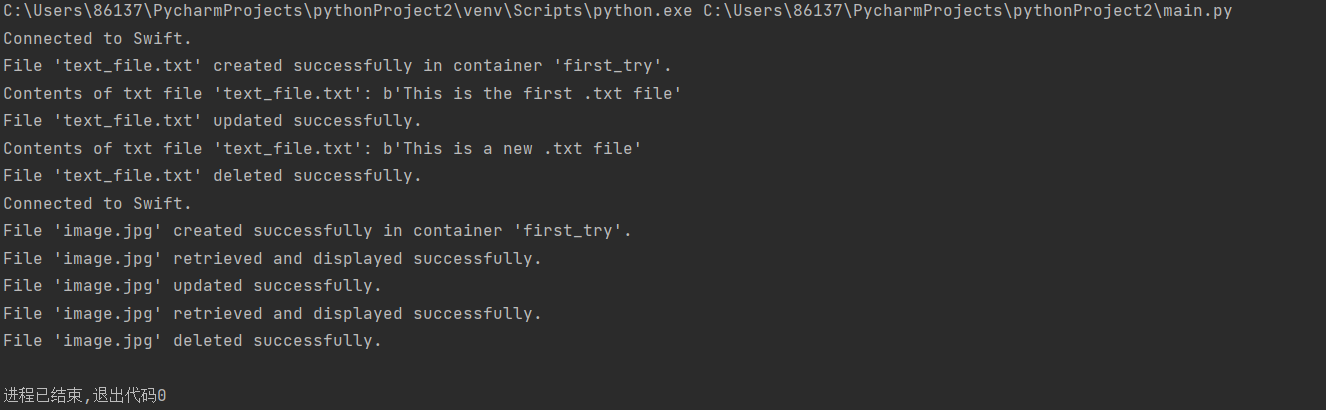 C:\Users\86137\PycharmProjects\pythonProject2\venv\Scripts\python.exe C:\Users\86137\PycharmProjects\pythonProject2\main.py
Connected to Swift.
File 'text_file.txt' created successfully in container 'first_try'.
Contents of txt file 'text_file.txt': b'This is the first .txt file'
File 'text_file.txt' updated successfully.
Contents of txt file 'text_file.txt': b'This is a new .txt file'
File 'text_file.txt' deleted successfully.
Connected to Swift.
File 'image.jpg' created successfully in container 'first_try'.
File 'image.jpg' retrieved and displayed successfully.
File 'image.jpg' updated successfully.
File 'image.jpg' retrieved and displayed successfully.
File 'image.jpg' deleted successfully.
进程已结束,退出代码0